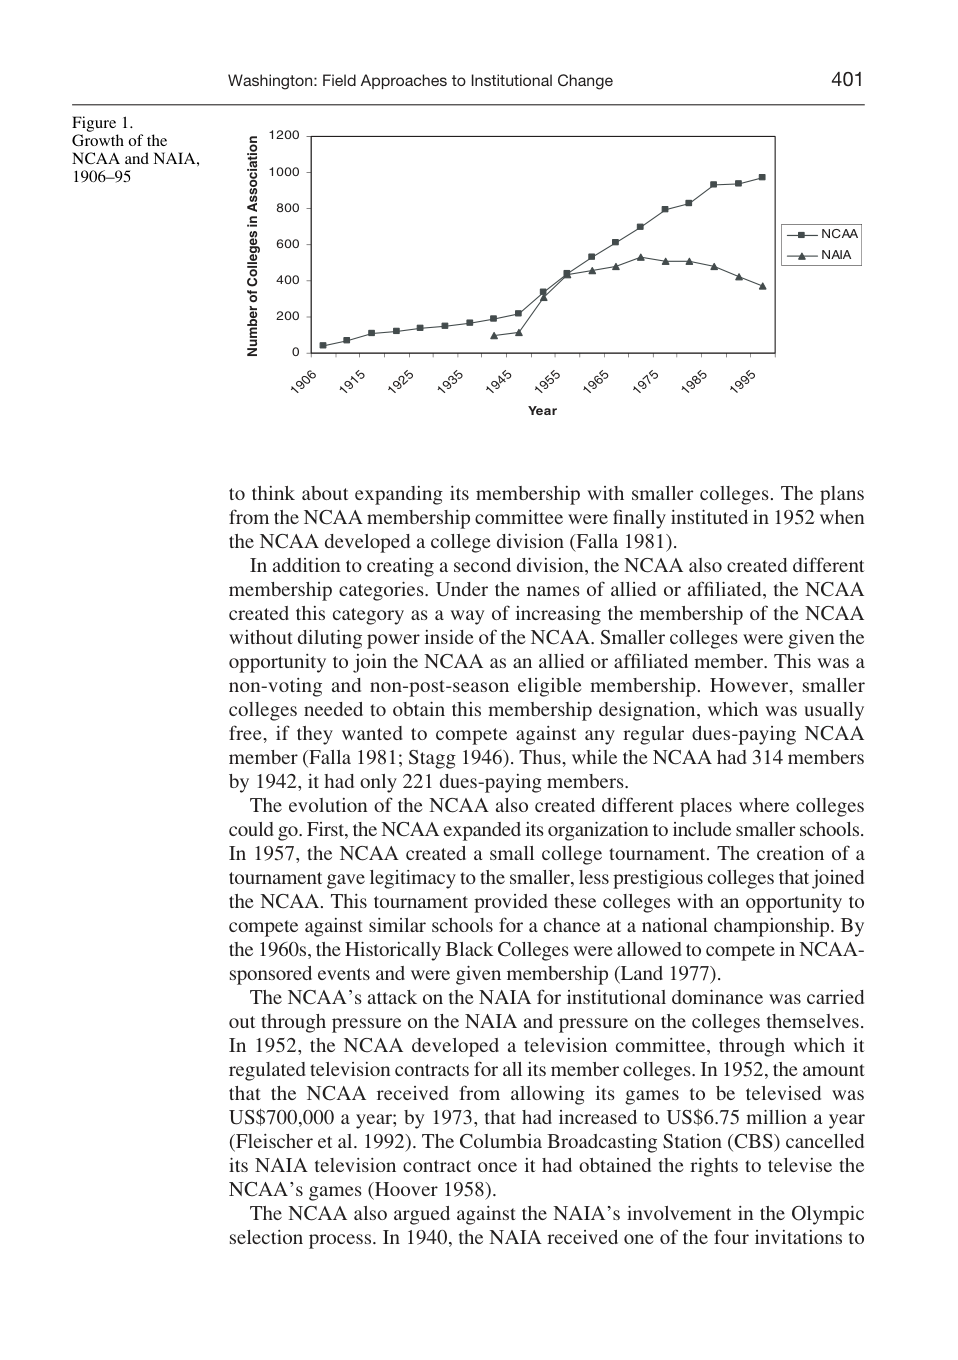 Washington: Field Approaches to Institutional Change 401
Figure 1.
Growth of the
NCAA and NAIA,
1906–95
Number of Colleges in Association
1200
1000
800
600
400
200
0
1906 1915 1925 1935 1945 1955 1965 1975 1985 1995
Year
NCAA
NAIA
to think about expanding its membership with smaller colleges. The plans
from the NCAA membership committee were finally instituted in 1952 when
the NCAA developed a college division (Falla 1981).
In addition to creating a second division, the NCAA also created different
membership categories. Under the names of allied or affiliated, the NCAA
created this category as a way of increasing the membership of the NCAA
without diluting power inside of the NCAA. Smaller colleges were given the
opportunity to join the NCAA as an allied or affiliated member. This was a
non-voting and non-post-season eligible membership. However, smaller
colleges needed to obtain this membership designation, which was usually
free, if they wanted to compete against any regular dues-paying NCAA
member (Falla 1981; Stagg 1946). Thus, while the NCAA had 314 members
by 1942, it had only 221 dues-paying members.
The evolution of the NCAA also created different places where colleges
could go. First, the NCAA expanded its organization to include smaller schools.
In 1957, the NCAA created a small college tournament. The creation of a
tournament gave legitimacy to the smaller, less prestigious colleges that joined
the NCAA. This tournament provided these colleges with an opportunity to
compete against similar schools for a chance at a national championship. By
the 1960s, the Historically Black Colleges were allowed to compete in NCAA-
sponsored events and were given membership (Land 1977).
The NCAA’s attack on the NAIA for institutional dominance was carried
out through pressure on the NAIA and pressure on the colleges themselves.
In 1952, the NCAA developed a television committee, through which it
regulated television contracts for all its member colleges. In 1952, the amount
that the NCAA received from allowing its games to be televised was
US$700,000 a year; by 1973, that had increased to US$6.75 million a year
(Fleischer et al. 1992). The Columbia Broadcasting Station (CBS) cancelled
its NAIA television contract once it had obtained the rights to televise the
NCAA’s games (Hoover 1958).
The NCAA also argued against the NAIA’s involvement in the Olympic
selection process. In 1940, the NAIA received one of the four invitations to